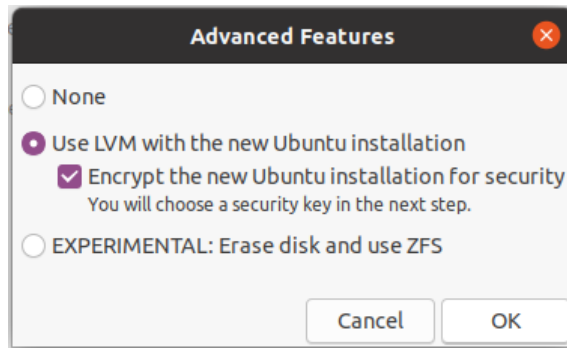 Advanced Features
None
Use LVM with the new Ubuntu installation
Encrypt the new Ubuntu installation for security
You will choose a security key in the next step.
EXPERIMENTAL: Erase disk and use ZFS
Cancel
OK